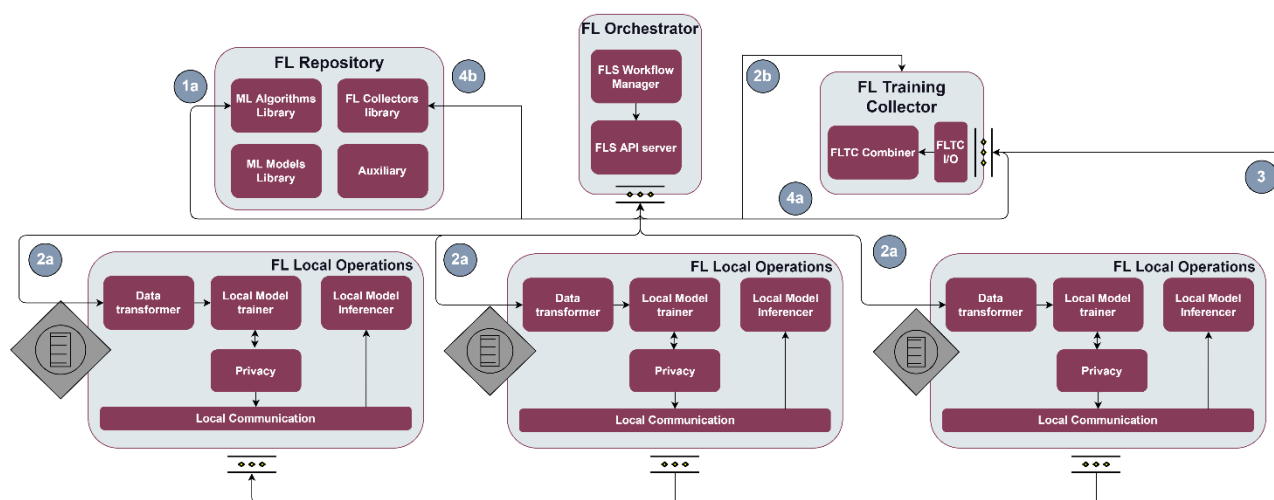 FL Orchestrator
FLS Workflow
Manager
FLS API server
FL Repository
1a
4b
ML Algorithms
Library
FL Collectors
library
ML Models
Library
Auxiliary
2b
FL Training
Collector
FLTC Combiner
FLTC
I/O
3
4a
2a
FL Local Operations
Data
transformer
Local Model
trainer
Local Model
Inferencer
Privacy
Local Communication
2a
FL Local Operations
Data
transformer
Local Model
trainer
Local Model
Inferencer
Privacy
Local Communication
2a
FL Local Operations
Data
transformer
Local Model
trainer
Local Model
Inferencer
Privacy
Local Communication